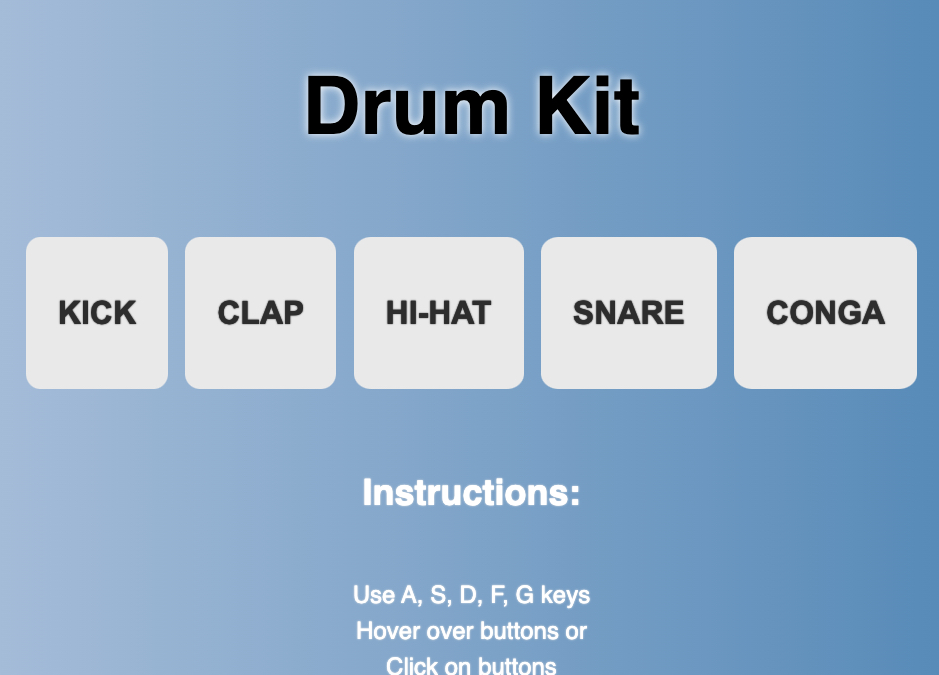 Drum Kit
KICK CLAP HI-HAT SNARE CONGA
Instructions:
Use A, S, D, F, G keys
Hover over buttons or
Click on buttons